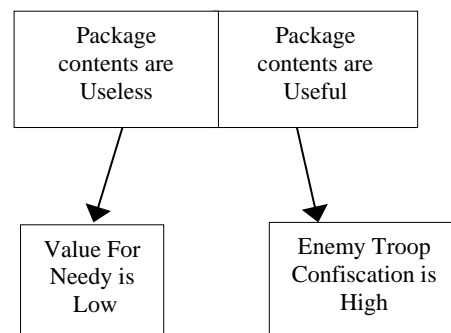 Package
contents are
Useless
Package
contents are
Useful
Value For
Needy is
Low
Enemy Troop
Confiscation is
High